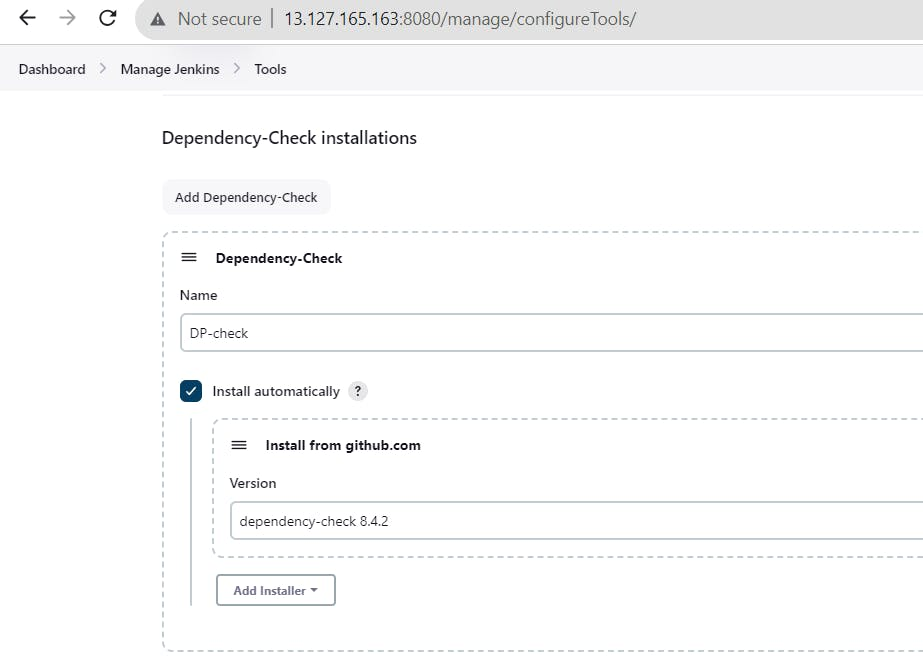 Not secure 13.127.165.163:8080/manage/configureTools/
Dashboard Manage Jenkins Tools
Dependency-Check installations
Add Dependency-Check
Dependency-Check
Name
DP-check
Install automatically ?
Install from github.com
Version
dependency-check 8.4.2
Add Installer